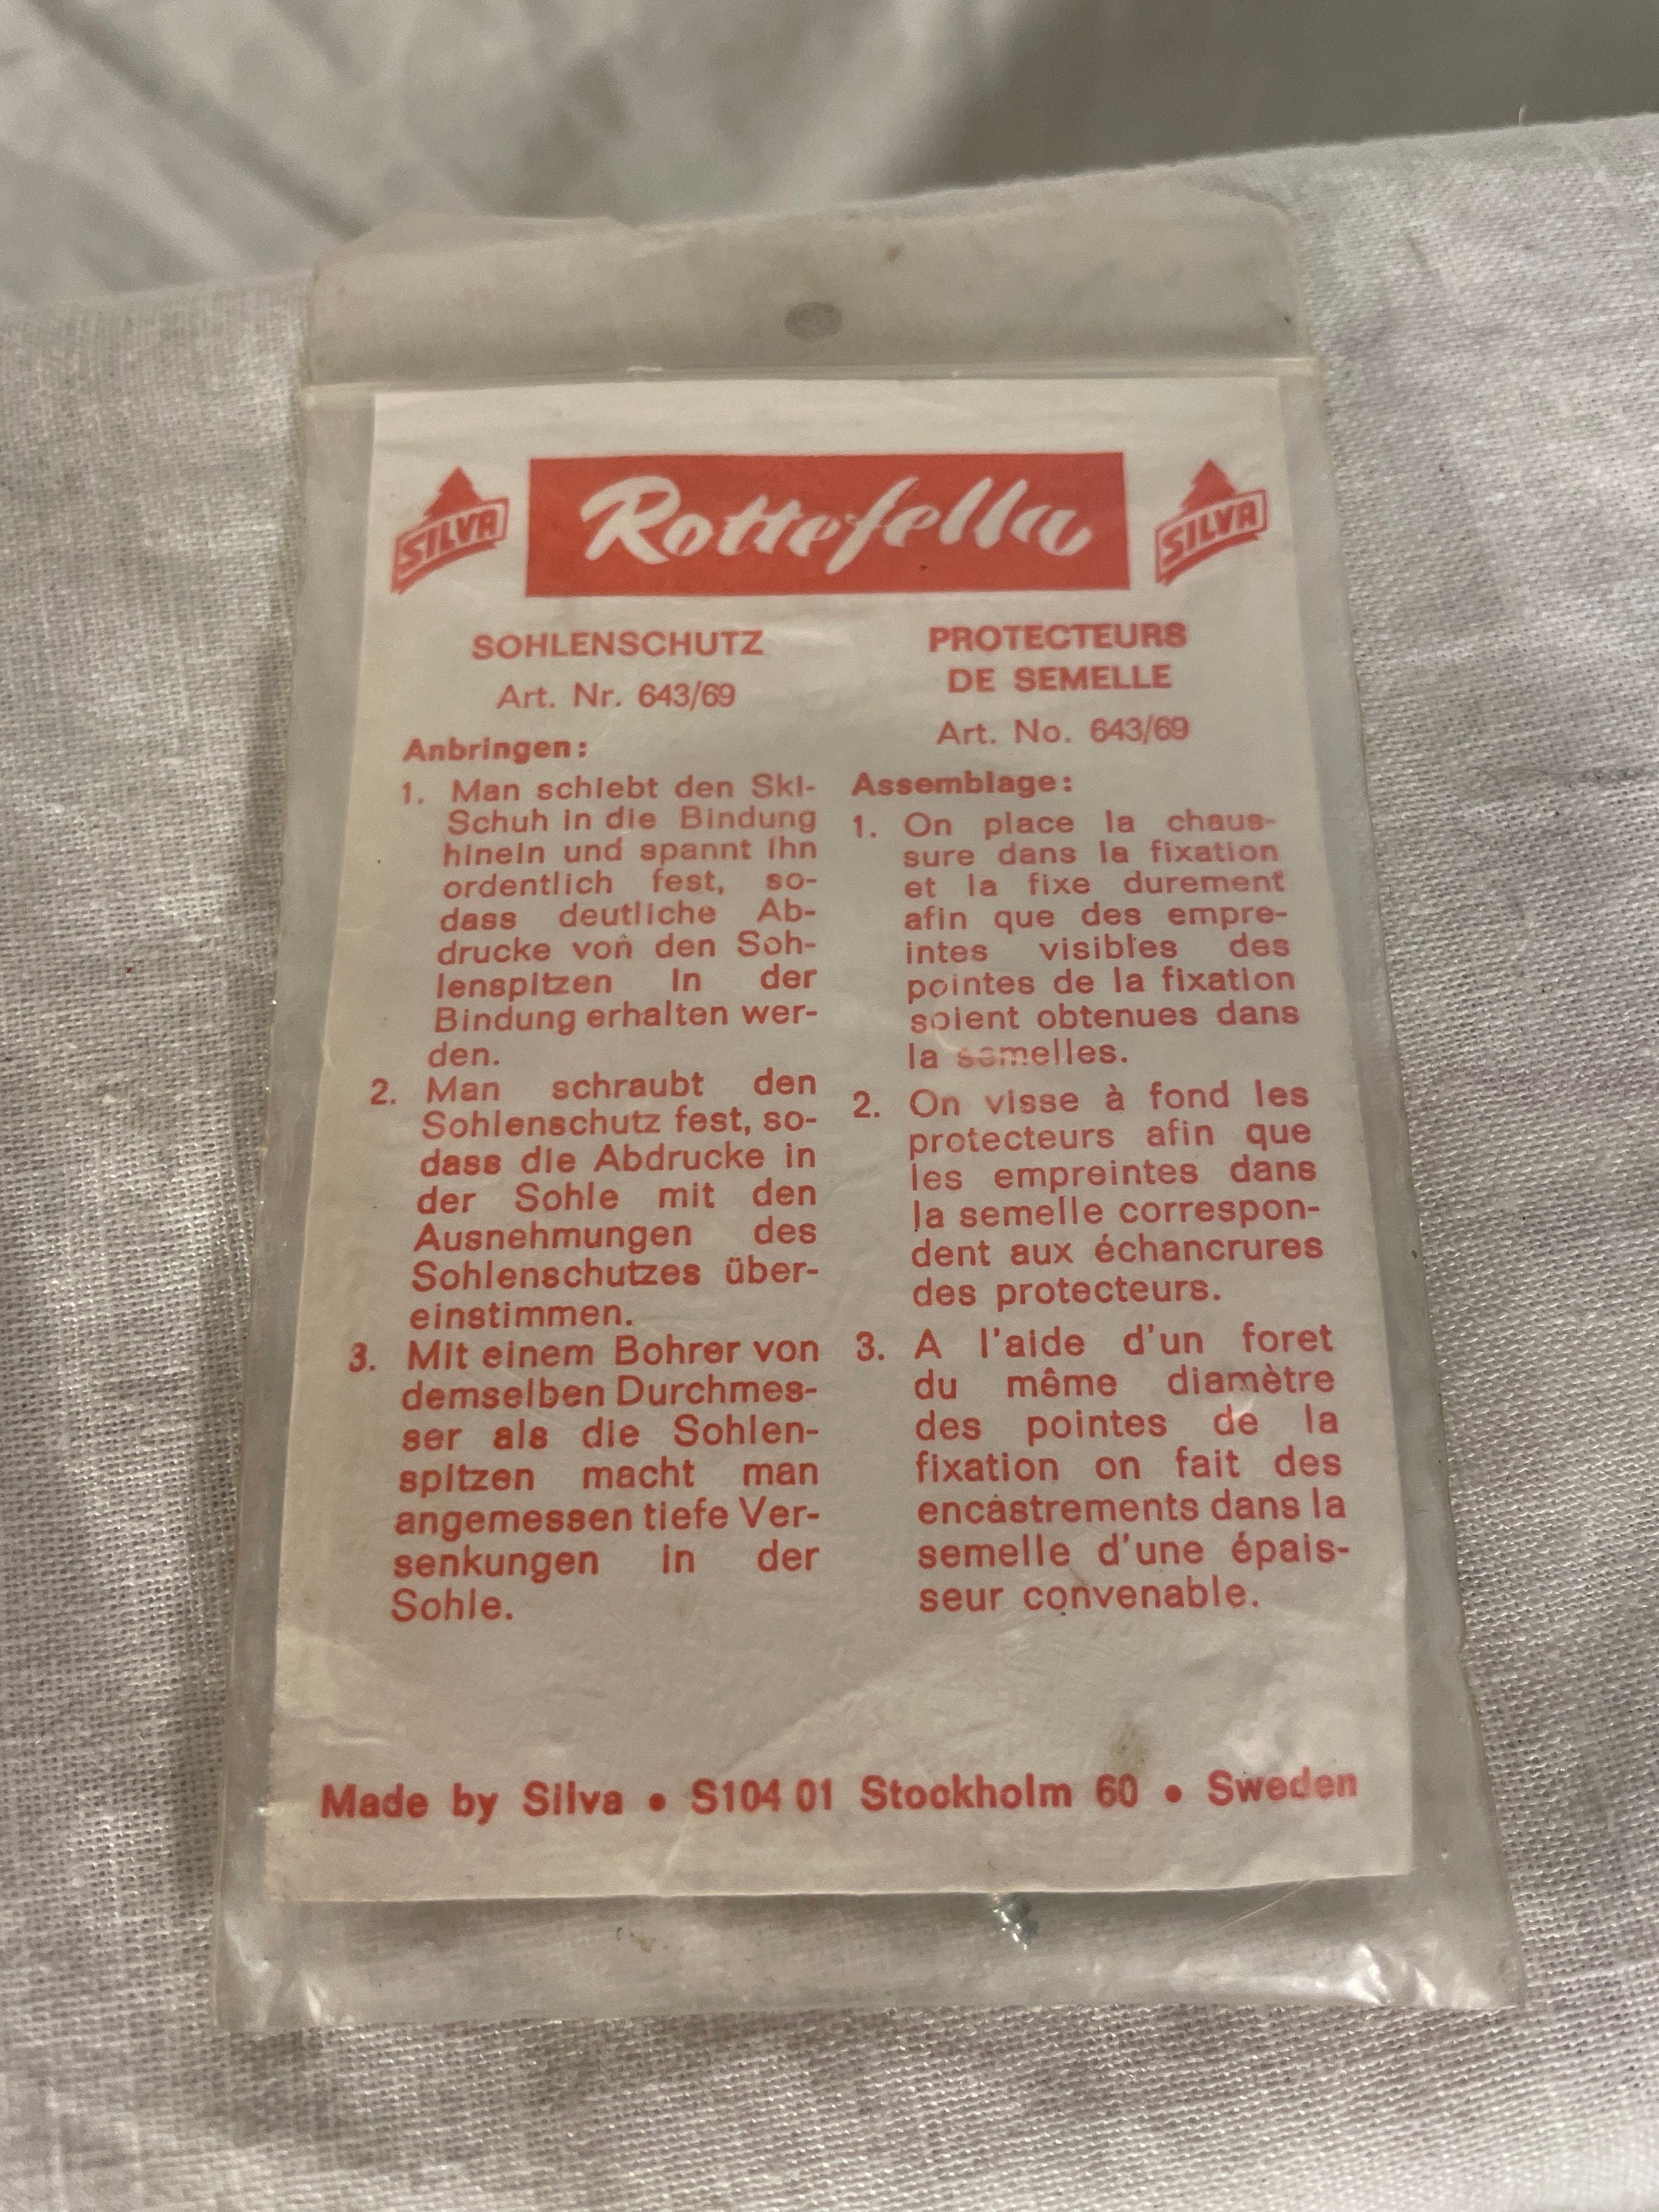 SILVA
Rottefella
SILVA
SOHLENSCHUTZ
Art. Nr. 643/69
Anbringen:
1. Man schiebt den Ski-
Schuh in die Bindung
hinein und spannt ihn
ordentlich fest, so-
dass deutliche Ab-
drucke von den Soh-
lenspitzen in der
Bindung erhalten wer-
den.
2. Man schraubt den
Sohlenschutz fest, so-
dass die Abdrucke in
der Sohle mit den
Ausnehmungen des
Sohlenschutzes über-
einstimmen.
3. Mit einem Bohrer von
demselben Durchmes-
ser als die Sohlen-
spitzen macht man
angemessen tiefe Ver-
senkungen in der
Sohle.
PROTECTEURS
DE SEMELLE
Art. No. 643/69
Assemblage:
1. On place la chaus-
sure dans la fixation
et la fixe durement
afin que des empre-
intes visibles des
pointes de la fixation
soient obtenues dans
la semelles.
2. On visse à fond les
protecteurs afin que
les empreintes dans
la semelle correspon-
dent aux échancrures
des protecteurs.
3. A l'aide d'un foret
du même diamètre
des pointes de la
fixation on fait des
encastrements dans la
semelle d'une épais-
seur convenable.
Made by Silva • S104 01 Stockholm 60 • Sweden